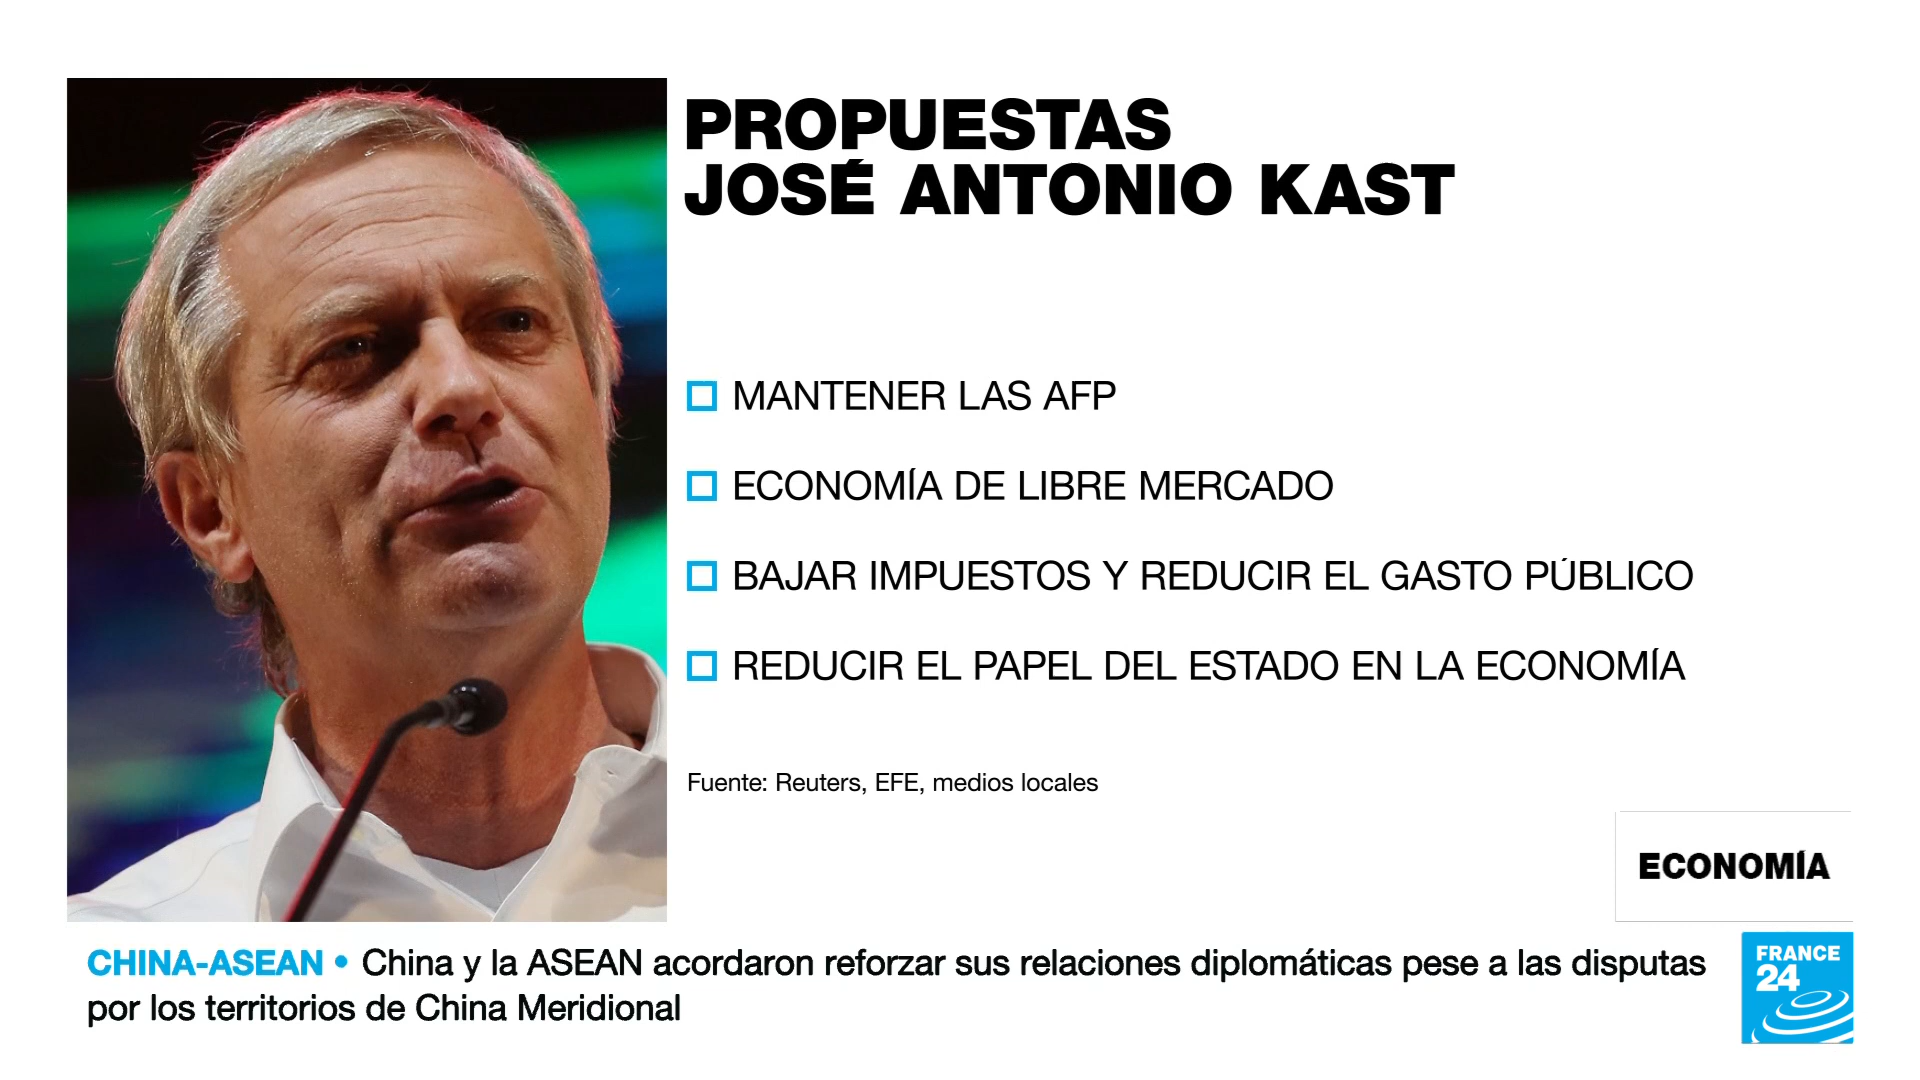 PROPUESTAS
JOSÉ ANTONIO KAST
MANTENER LAS AFP
ECONOMÍA DE LIBRE MERCADO
BAJAR IMPUESTOS Y REDUCIR EL GASTO PÚBLICO
REDUCIR EL PAPEL DEL ESTADO EN LA ECONOMÍA
Fuente: Reuters, EFE, medios locales
ECONOMÍA
CHINA-ASEAN • China y la ASEAN acordaron reforzar sus relaciones diplomáticas pese a las disputas
por los territorios de China Meridional
FRANCE
24